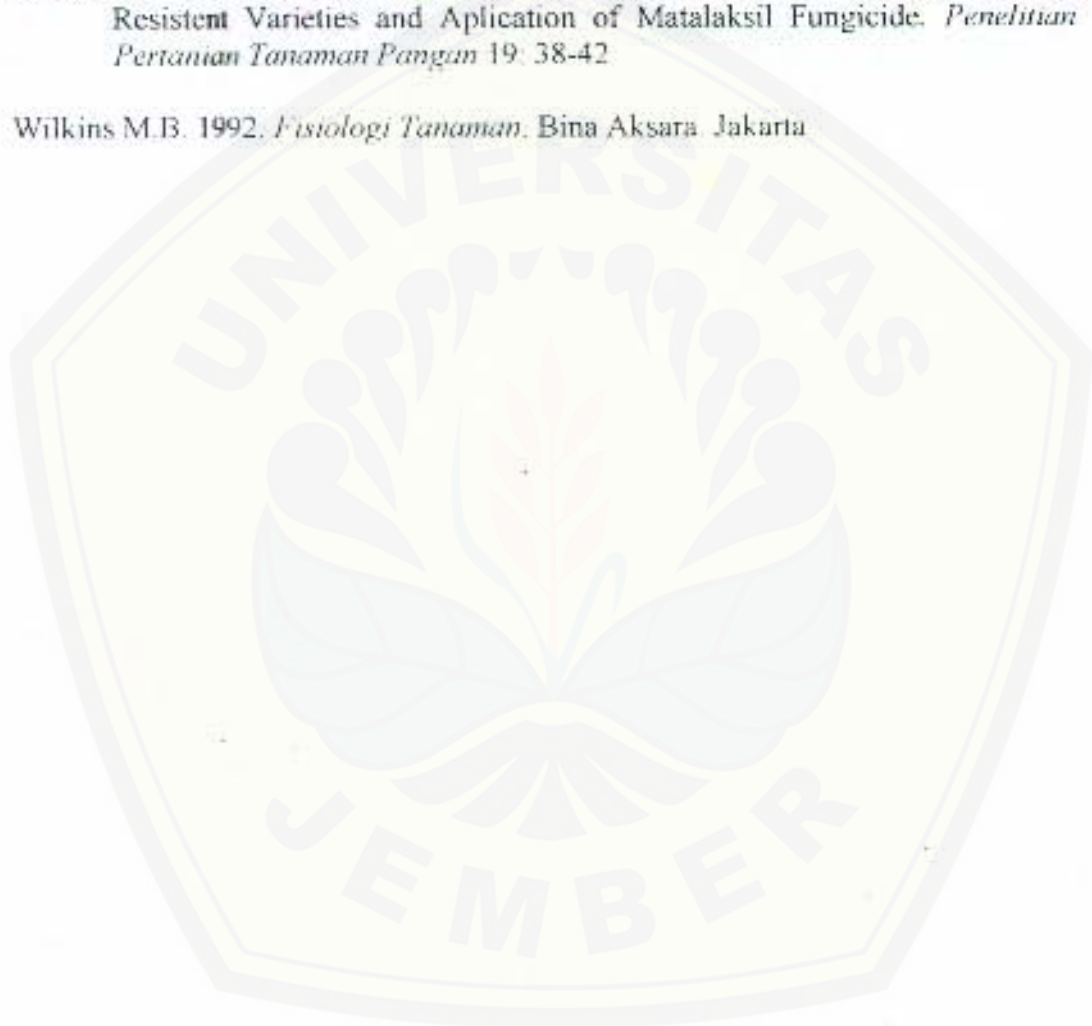 Resistent Varieties and Aplication of Matalaksil Fungicide. Penelitian
Pertanian Tanaman Pangan 19: 38-42
Wilkins M.B. 1992. Fisiologi Tanaman. Bina Aksara. Jakarta
UNIVERSITAS
JEMBER